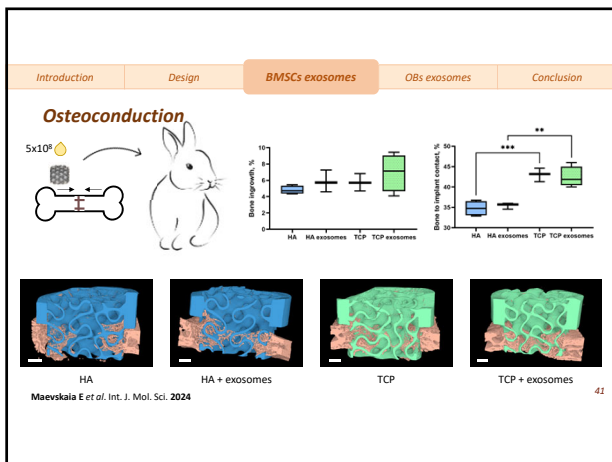 Introduction
Design
BMSCs exosomes
OBs exosomes
Conclusion
Osteoconduction
5x10⁸
Bone ingrowth, %
10
8
6
4
2
0
HA
HA exosomes
TCP
TCP exosomes
Bone to implant contact, %
50
45
40
35
30
***
**
HA
HA exosomes
TCP
TCP exosomes
HA
HA + exosomes
TCP
TCP + exosomes
Maevskaia E et al. Int. J. Mol. Sci. 2024
41